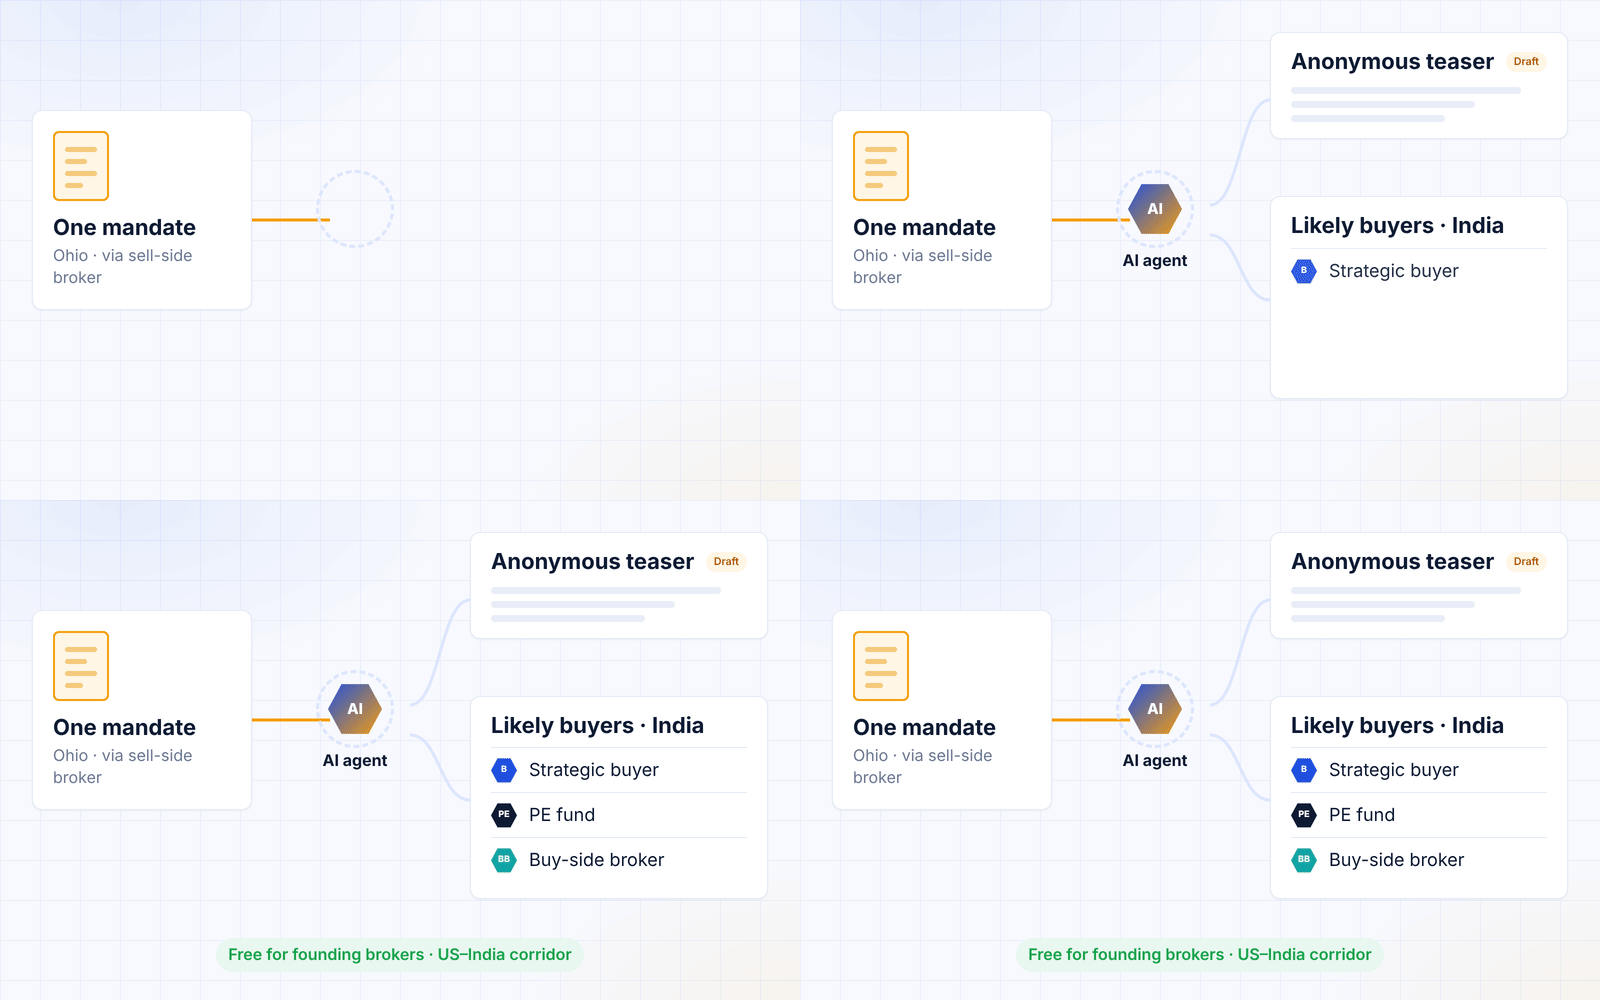 One mandate
Ohio · via sell-side
broker
Anonymous teaser
Draft
One mandate
Ohio · via sell-side
broker
AI
AI agent
Likely buyers · India
B
Strategic buyer
Anonymous teaser
Draft
One mandate
Ohio · via sell-side
broker
AI
AI agent
Likely buyers · India
B
Strategic buyer
PE
PE fund
BB
Buy-side broker
Free for founding brokers · US–India corridor
Anonymous teaser
Draft
One mandate
Ohio · via sell-side
broker
AI
AI agent
Likely buyers · India
B
Strategic buyer
PE
PE fund
BB
Buy-side broker
Free for founding brokers · US–India corridor